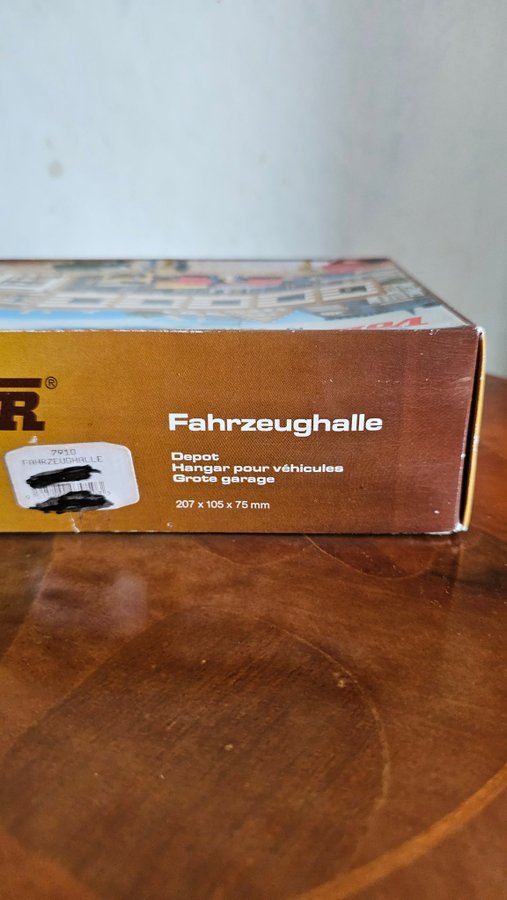 R®
7910
FAHRZEUGHALLE
Fahrzeughalle
Depot
Hangar pour véhicules
Grote garage
207 x 105 x 75 mm